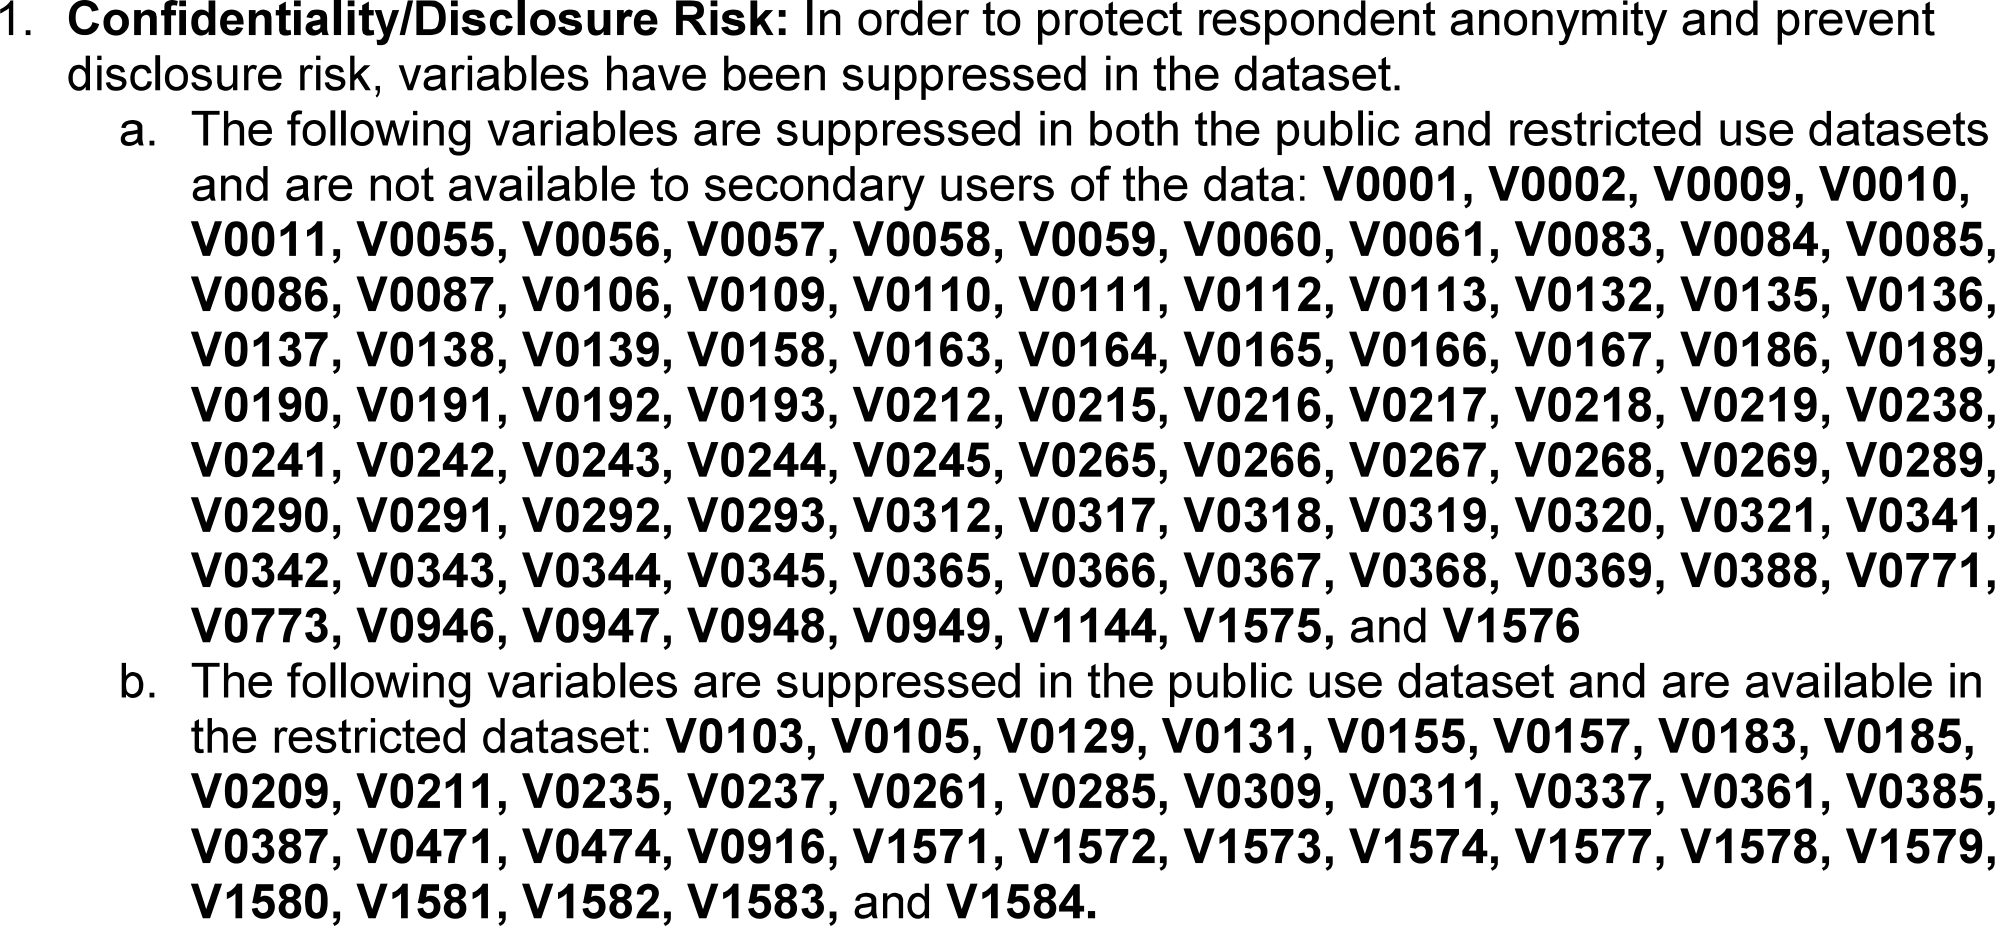 1. Confidentiality/Disclosure Risk: In order to protect respondent anonymity and prevent
disclosure risk, variables have been suppressed in the dataset.
a. The following variables are suppressed in both the public and restricted use datasets
and are not available to secondary users of the data: V0001, V0002, V0009, V0010,
V0011, V0055, V0056, V0057, V0058, V0059, V0060, V0061, V0083, V0084, V0085,
V0086, V0087, V0106, V0109, V0110, V0111, V0112, V0113, V0132, V0135, V0136,
V0137, V0138, V0139, V0158, V0163, V0164, V0165, V0166, V0167, V0186, V0189,
V0190, V0191, V0192, V0193, V0212, V0215, V0216, V0217, V0218, V0219, V0238,
V0241, V0242, V0243, V0244, V0245, V0265, V0266, V0267, V0268, V0269, V0289,
V0290, V0291, V0292, V0293, V0312, V0317, V0318, V0319, V0320, V0321, V0341,
V0342, V0343, V0344, V0345, V0365, V0366, V0367, V0368, V0369, V0388, V0771,
V0773, V0946, V0947, V0948, V0949, V1144, V1575, and V1576
b. The following variables are suppressed in the public use dataset and are available in
the restricted dataset: V0103, V0105, V0129, V0131, V0155, V0157, V0183, V0185,
V0209, V0211, V0235, V0237, V0261, V0285, V0309, V0311, V0337, V0361, V0385,
V0387, V0471, V0474, V0916, V1571, V1572, V1573, V1574, V1577, V1578, V1579,
V1580, V1581, V1582, V1583, and V1584.